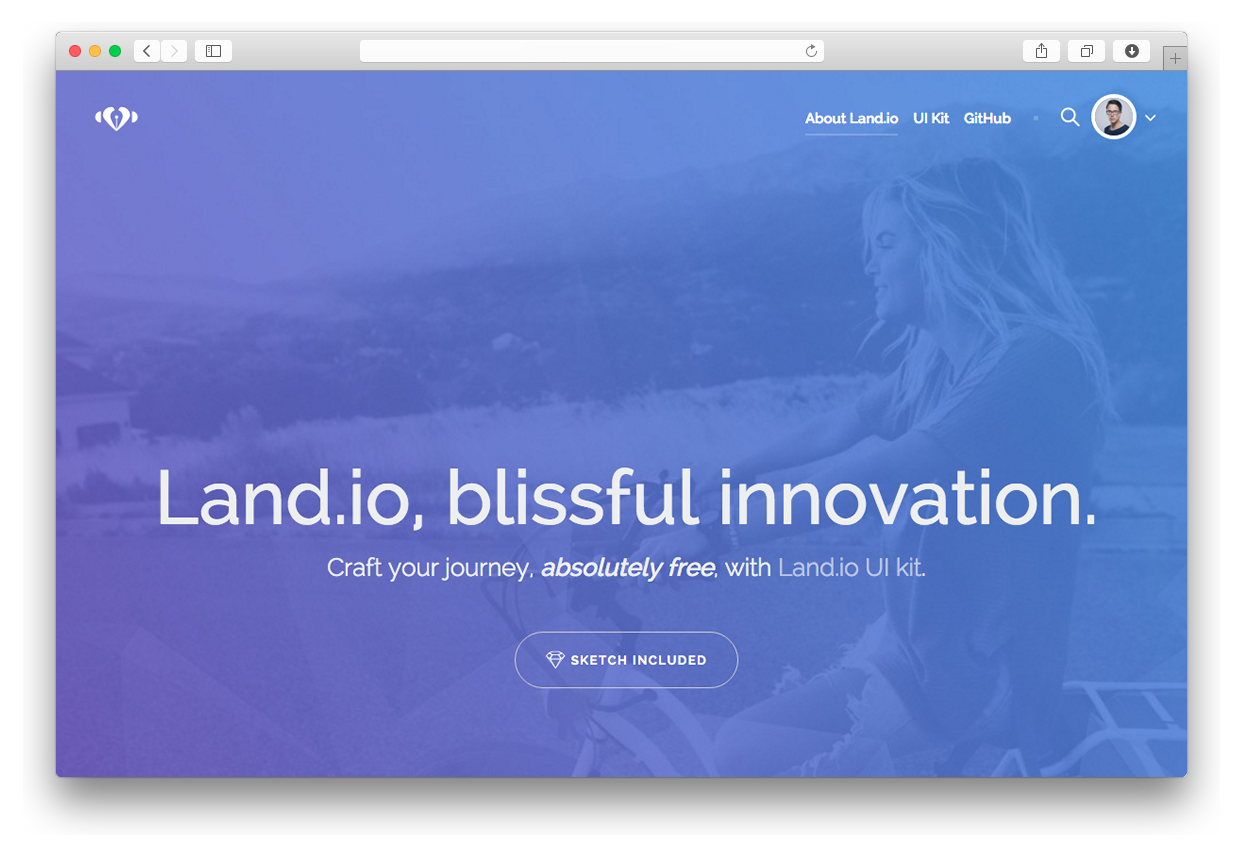 About Land.io UI Kit GitHub
Land.io, blissful innovation.
Craft your journey, absolutely free, with Land.io UI kit.
SKETCH INCLUDED